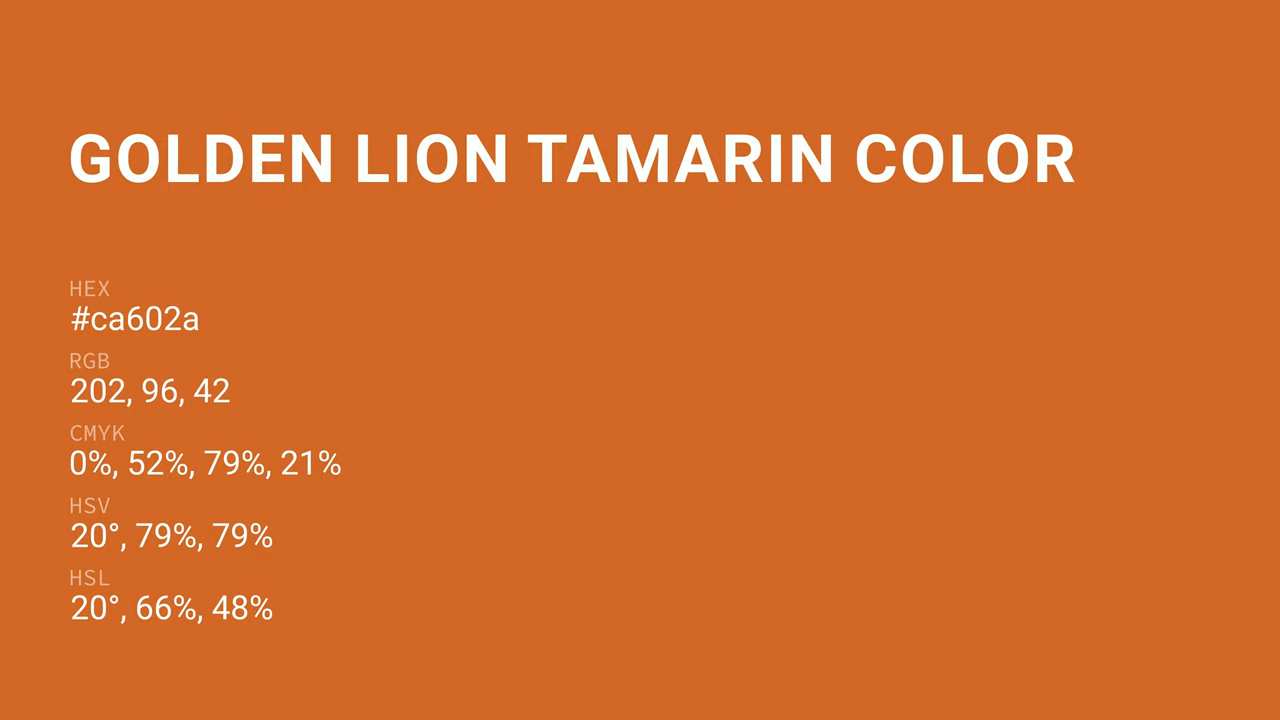 GOLDEN LION TAMARIN COLOR
HEX
#ca602a
RGB
202, 96, 42
CMYK
0%, 52%, 79%, 21%
HSV
20°, 79%, 79%
HSL
20°, 66%, 48%